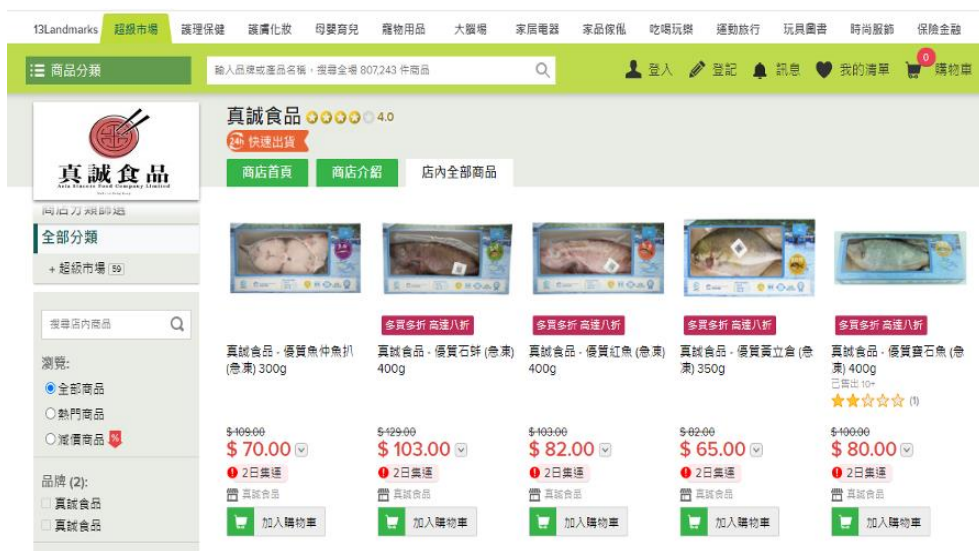 13Landmarks 超級市場 護理保健 護膚化妝 母嬰育兒 寵物用品 大腦場 家居電器 家品傢俬 吃喝玩樂 運動旅行 玩具圖書 時尚服飾 保險金融
商品分類 輸入品牌或產品名稱,搜尋全場 807,243 件商品 登入 登記 訊息 我的清單 0 購物車
真誠食品 4.0
24h 快速出貨
商店首頁 商店介紹 店內全部商品
真誠食品
Asia Sincere Food Company Limited
商店分類篩選
全部分類
+ 超級市場 59
搜尋店內商品
瀏覽:
全部商品
熱門商品
減價商品 %
品牌 (2):
真誠食品
真誠食品
真誠食品 - 優質魚仲魚扒
(急凍) 300g
$ 109.00
$ 70.00
2日集運
真誠食品
加入購物車
多買多折 高達八折
真誠食品 - 優質石蚌 (急凍)
400g
$ 129.00
$ 103.00
2日集運
真誠食品
加入購物車
多買多折 高達八折
真誠食品 - 優質紅魚 (急凍)
400g
$ 103.00
$ 82.00
2日集運
真誠食品
加入購物車
多買多折 高達八折
真誠食品 - 優質黃立倉 (急
凍) 350g
$ 82.00
$ 65.00
2日集運
真誠食品
加入購物車
多買多折 高達八折
真誠食品 - 優質寶石魚 (急
凍) 400g
已售出 10+
(1)
$ 100.00
$ 80.00
2日集運
真誠食品
加入購物車